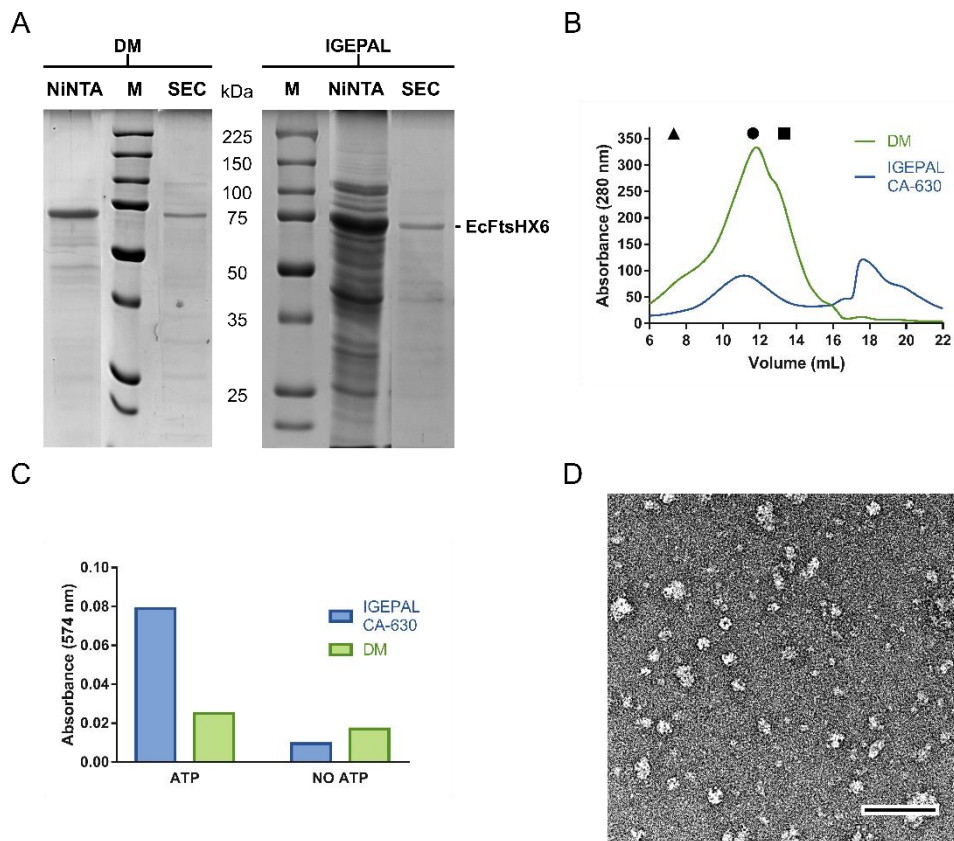 A
DM
IGEPAL
NiNTA M SEC kDa M NiNTA SEC
225
150
100
75
50
35
25
- EcFtsHX6
B
Absorbance (280 nm)
350
300
250
200
150
100
50
0
6 8 10 12 14 16 18 20 22
Volume (mL)
DM
IGEPAL
CA-630
C
Absorbance (574 nm)
0.10
0.08
0.06
0.04
0.02
0.00
ATP NO ATP
IGEPAL
CA-630
DM
D